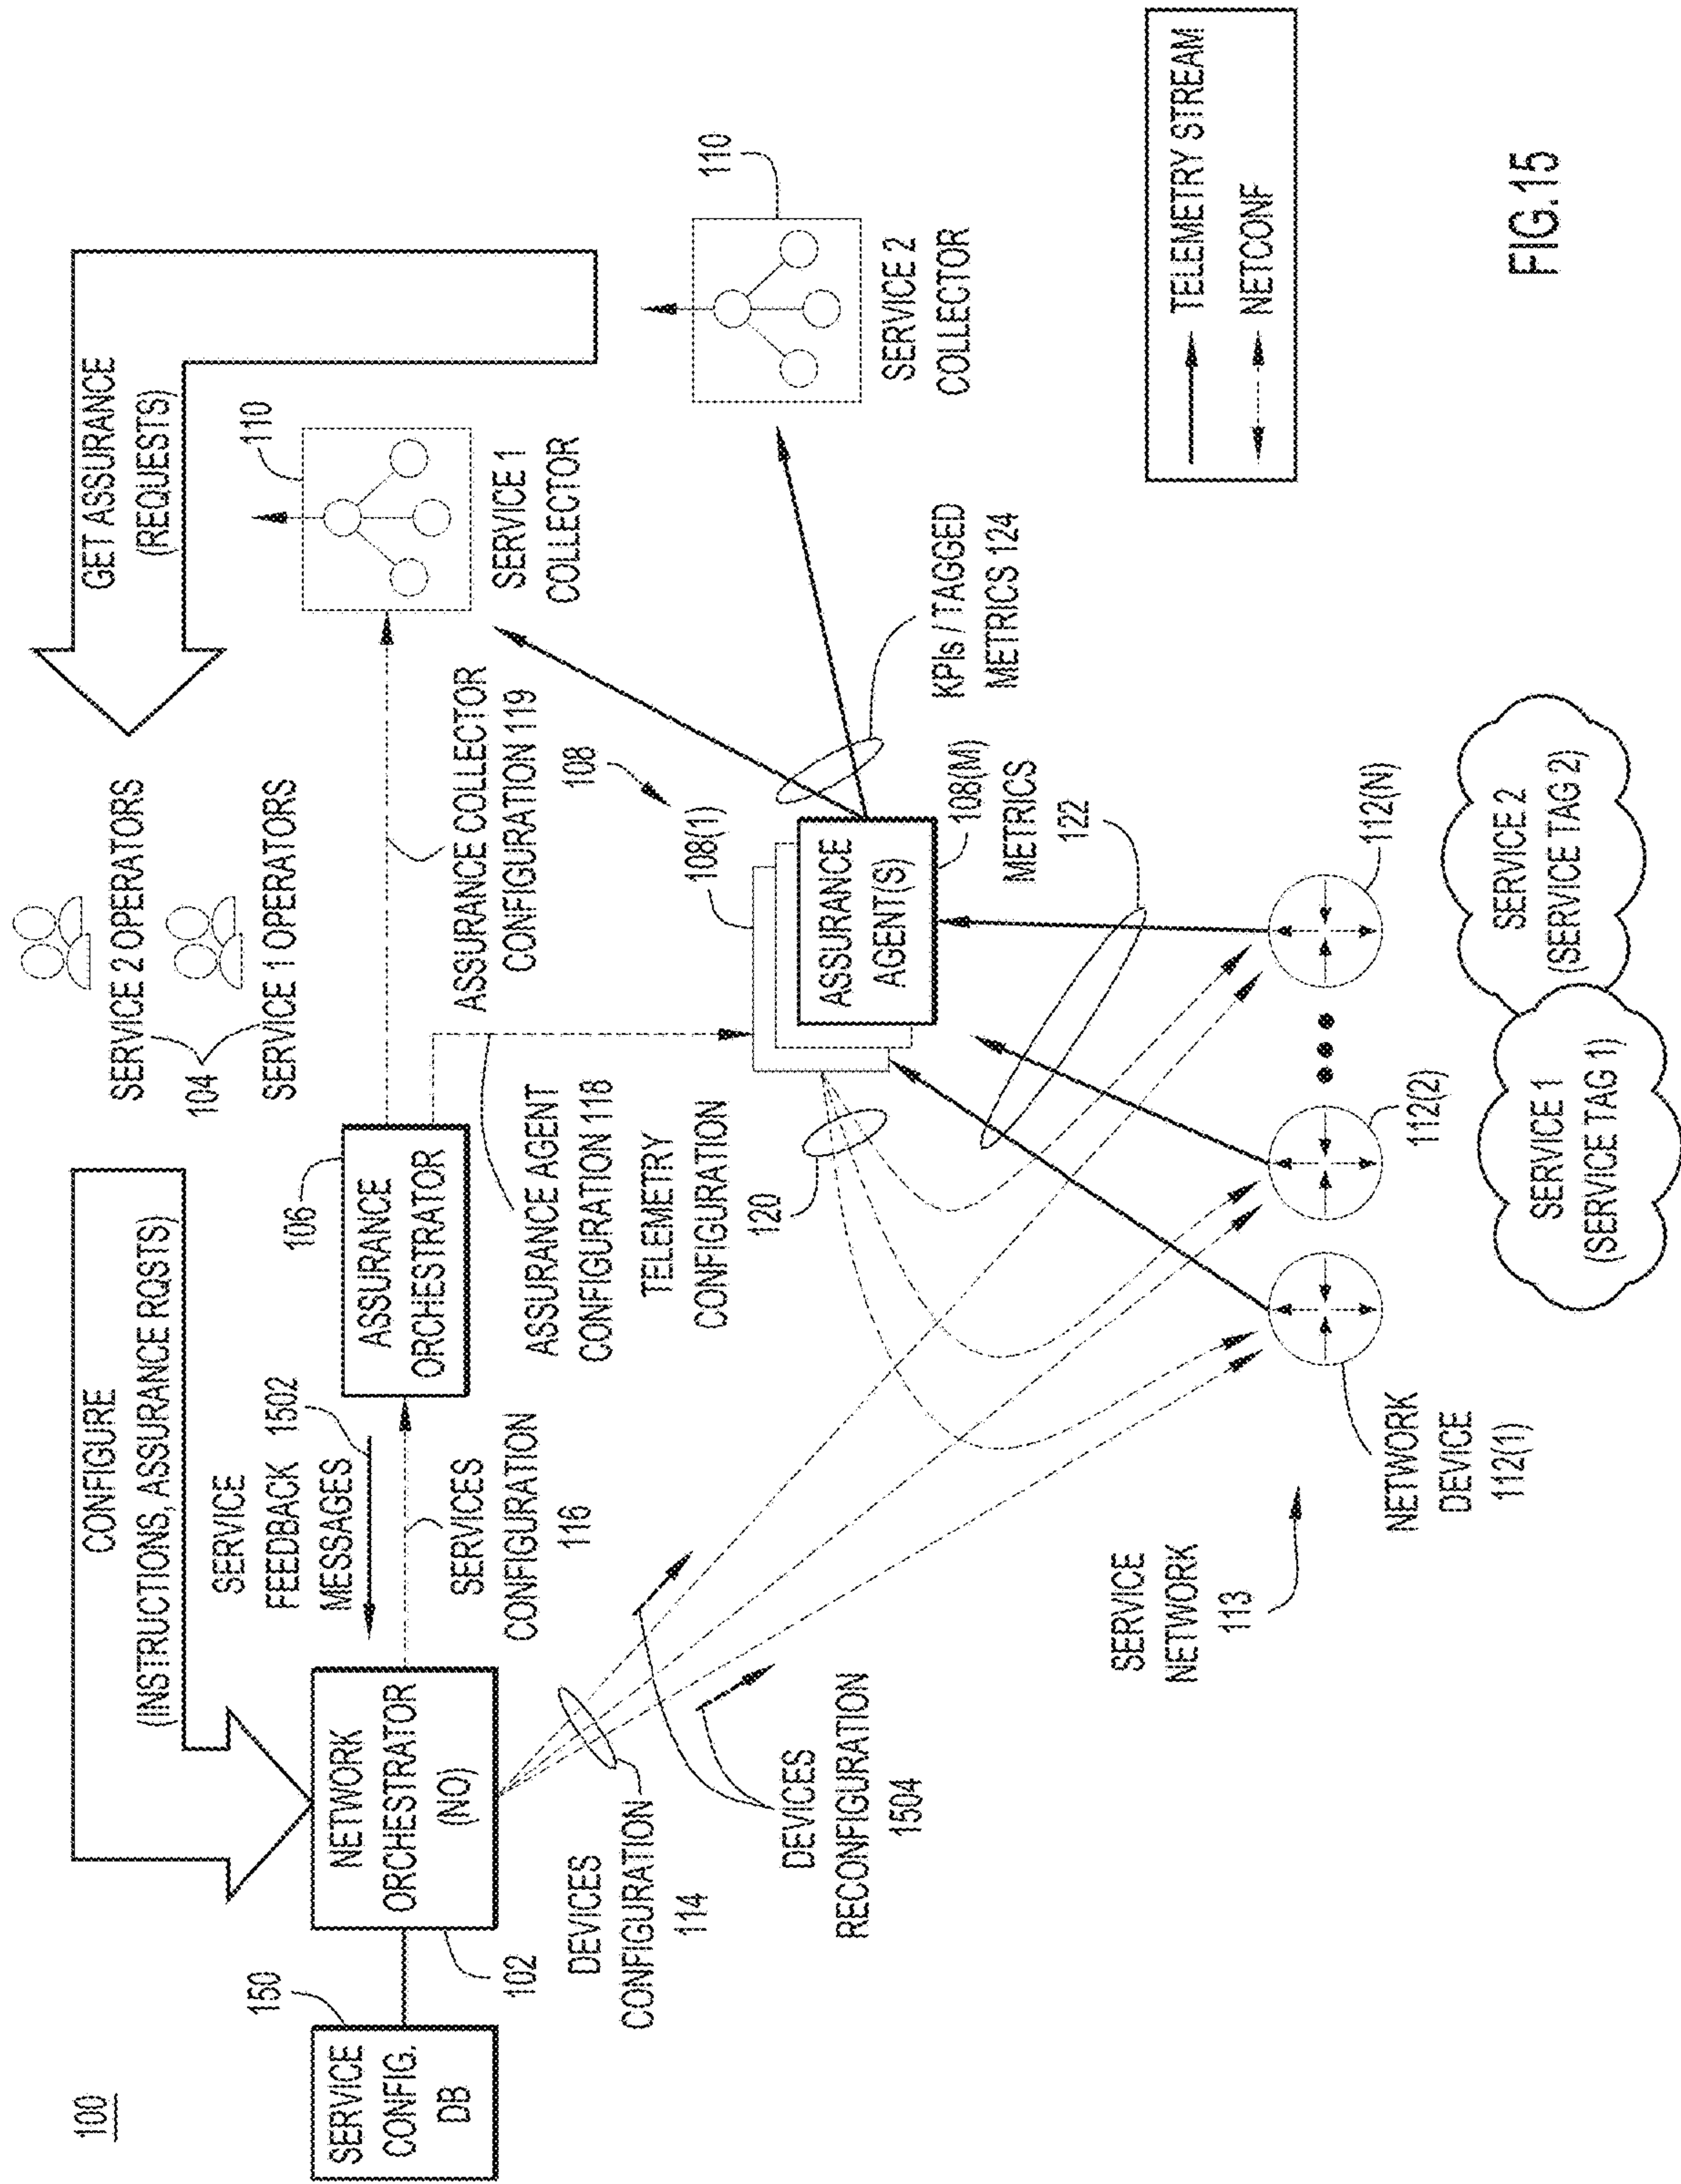 100
CONFIGURE
(INSTRUCTIONS, ASSURANCE RQSTS)
SERVICE 2 OPERATORS
104
SERVICE 1 OPERATORS
GET ASSURANCE
(REQUESTS)
150
SERVICE
CONFIG.
DB
102
NETWORK
ORCHESTRATOR
(NO)
SERVICE
FEEDBACK 1502
MESSAGES
SERVICES
CONFIGURATION
116
106
ASSURANCE
ORCHESTRATOR
ASSURANCE COLLECTOR
CONFIGURATION 119
110
SERVICE 1
COLLECTOR
110
SERVICE 2
COLLECTOR
ASSURANCE AGENT
CONFIGURATION 118
TELEMETRY
CONFIGURATION
120
108
108(1)
ASSURANCE
AGENT(S)
108(M)
KPIs / TAGGED
METRICS 124
METRICS
122
DEVICES
CONFIGURATION
114
DEVICES
RECONFIGURATION
1504
SERVICE
NETWORK
113
NETWORK
DEVICE
112(1)
112(2)
112(N)
SERVICE 1
(SERVICE TAG 1)
SERVICE 2
(SERVICE TAG 2)
TELEMETRY STREAM
NETCONF
FIG.15